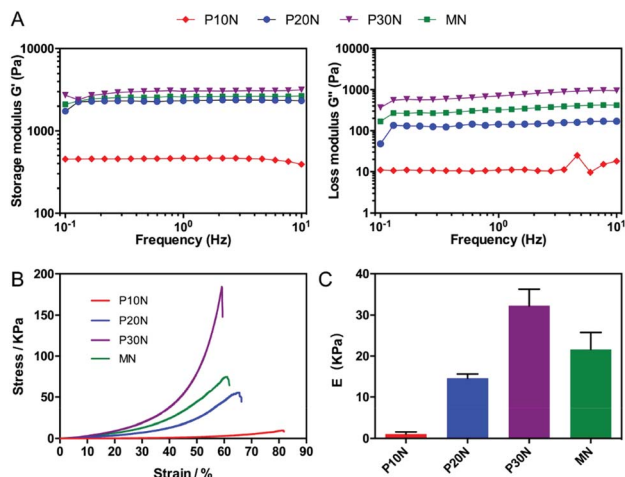 A
P10N P20N P30N MN
Storage modulus G' (Pa)
10000
1000
100
10⁻¹ 10⁰ 10¹
Frequency (Hz)
Loss modulus G'' (Pa)
10000
1000
100
10
1
10⁻¹ 10⁰ 10¹
Frequency (Hz)
B
Stress / KPa
200
150
100
50
0
P10N
P20N
P30N
MN
0 10 20 30 40 50 60 70 80 90 100
Strain / %
C
E (KPa)
40
30
20
10
0
P10N P20N P30N MN